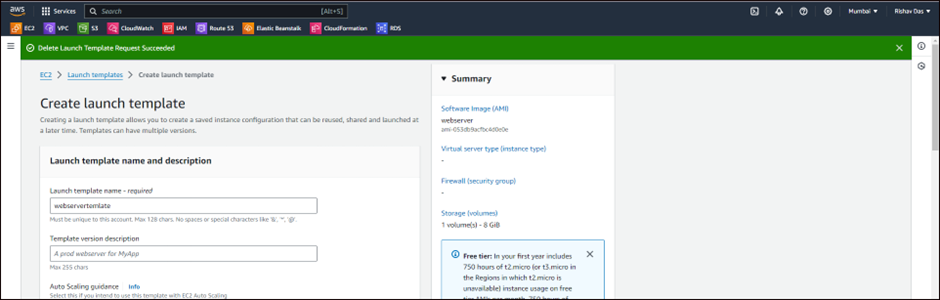 aws
Services
Search
[Alt+S]
Mumbai
Rishav Das
EC2
VPC
S3
CloudWatch
IAM
Route 53
Elastic Beanstalk
CloudFormation
RDS
Delete Launch Template Request Succeeded
EC2 > Launch templates > Create launch template
Create launch template
Creating a launch template allows you to create a saved instance configuration that can be reused, shared and launched
at a later time. Templates can have multiple versions.
Launch template name and description
Launch template name - required
webservertemlate
Must be unique to this account. Max 128 chars. No spaces or special characters like '&', '*', '@'.
Template version description
A prod webserver for MyApp
Max 255 chars
Auto Scaling guidance Info
Select this if you intend to use this template with EC2 Auto Scaling
Summary
Software Image (AMI)
webserver
ami-053db9acfbc4d0e0e
Virtual server type (instance type)
-
Firewall (security group)
-
Storage (volumes)
1 volume(s) - 8 GiB
Free tier: In your first year includes
750 hours of t2.micro (or t3.micro in
the Regions in which t2.micro is
unavailable) instance usage on free
tier AMIs per month, 750 hours of